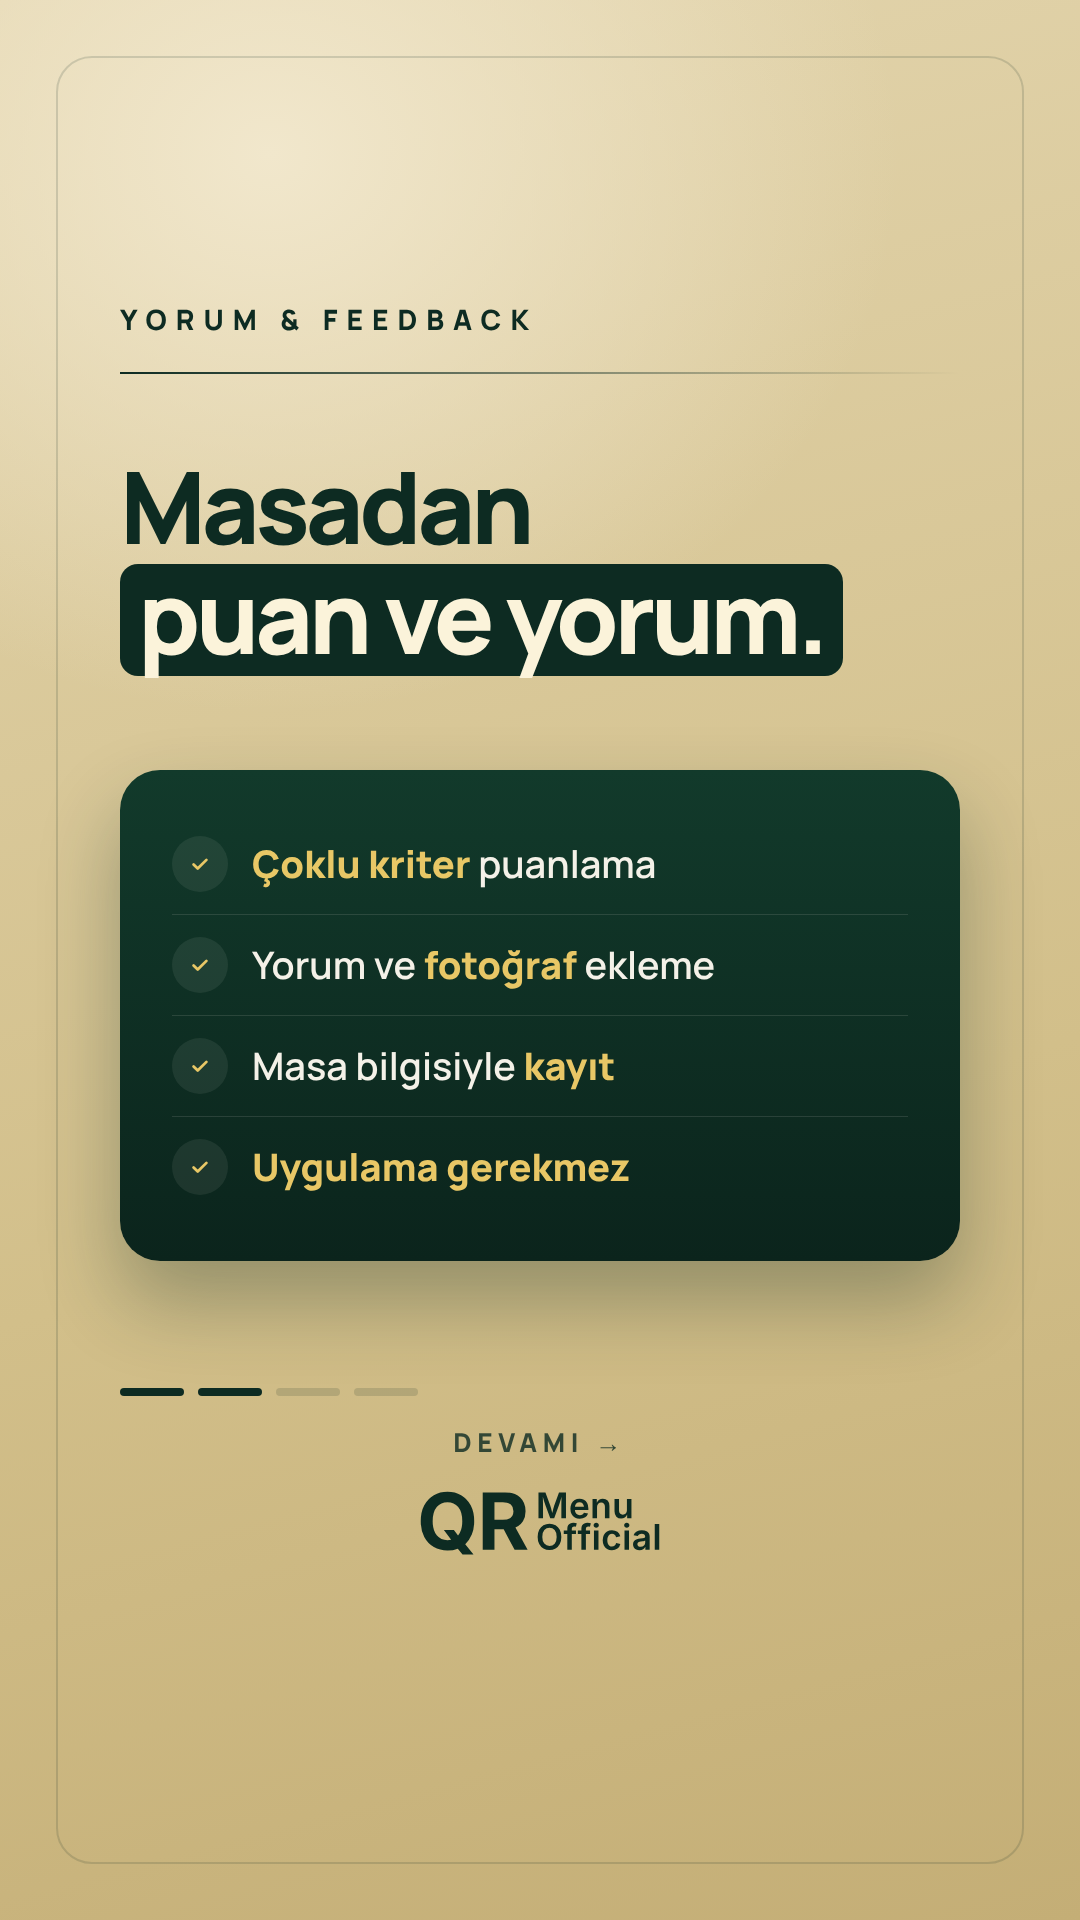 YORUM & FEEDBACK
Masadan
puan ve yorum.
Çoklu kriter puanlama
Yorum ve fotoğraf ekleme
Masa bilgisiyle kayıt
Uygulama gerekmez
DEVAMI →
QR Menu
Official